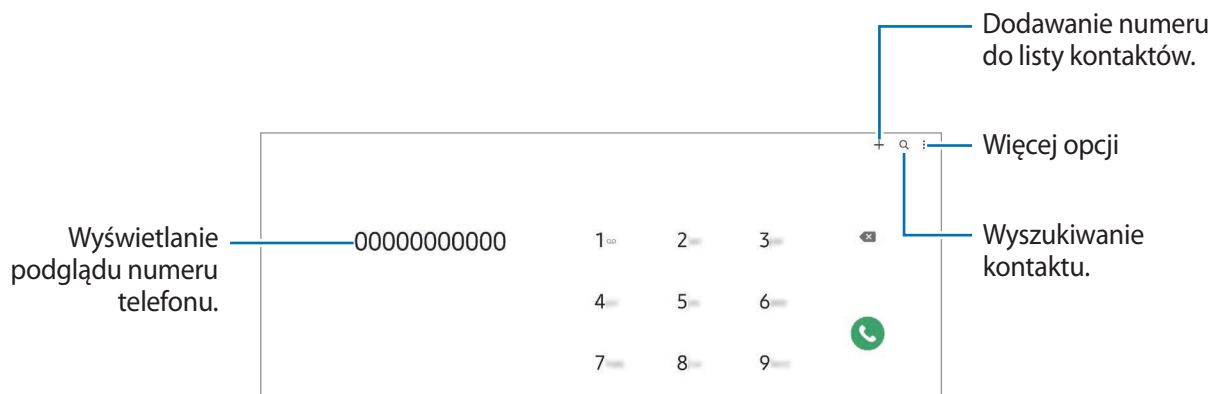 Dodawanie numeru
do listy kontaktów.
Więcej opcji
Wyświetlanie
podglądu numeru
telefonu.
00000000000
1 2 3
Wyszukiwanie
kontaktu.
4 5 6
7 8 9